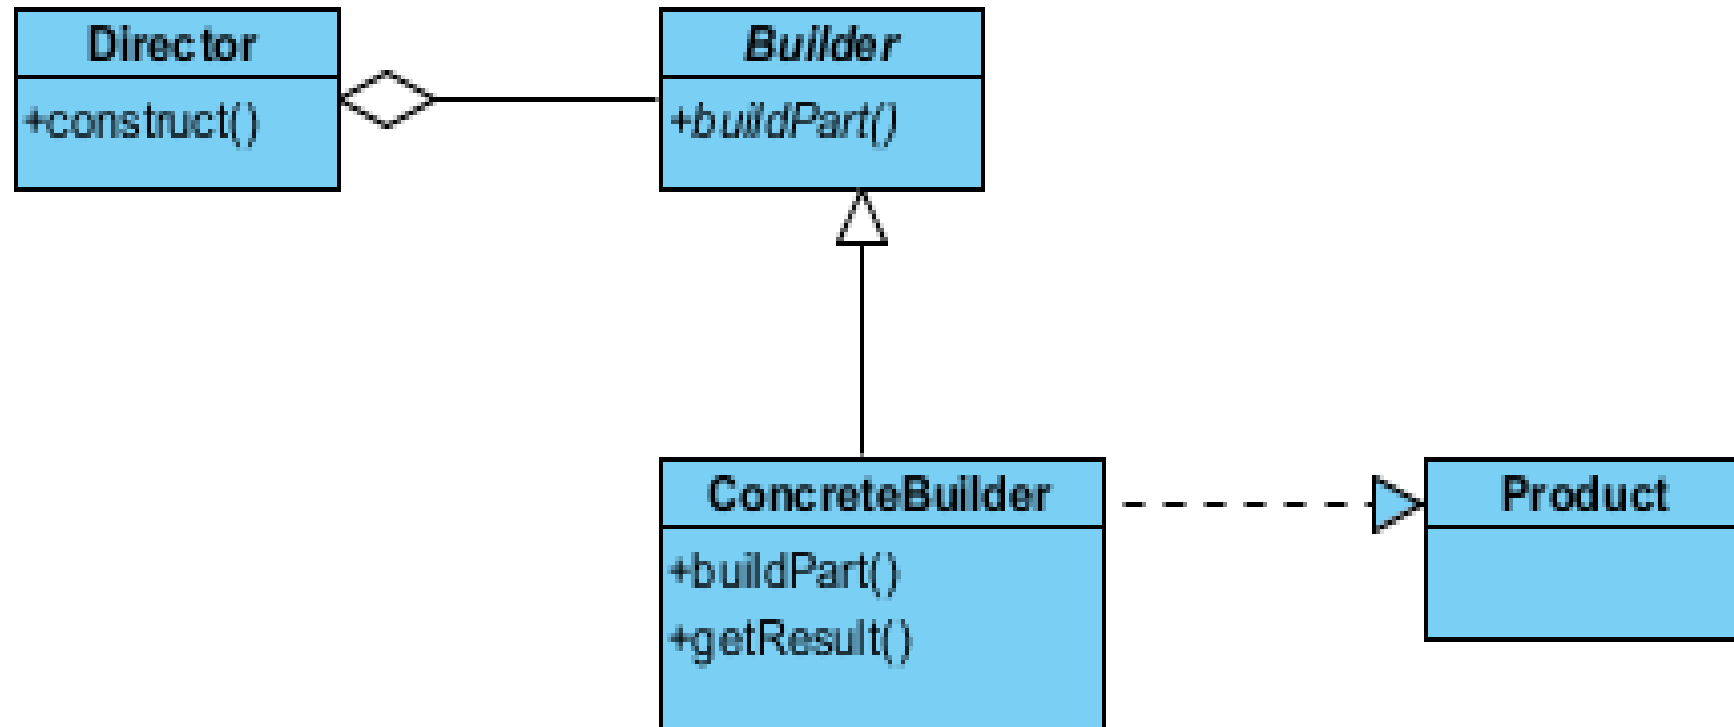 Director
+construct()
Builder
+buildPart()
ConcreteBuilder
+buildPart()
+getResult()
Product